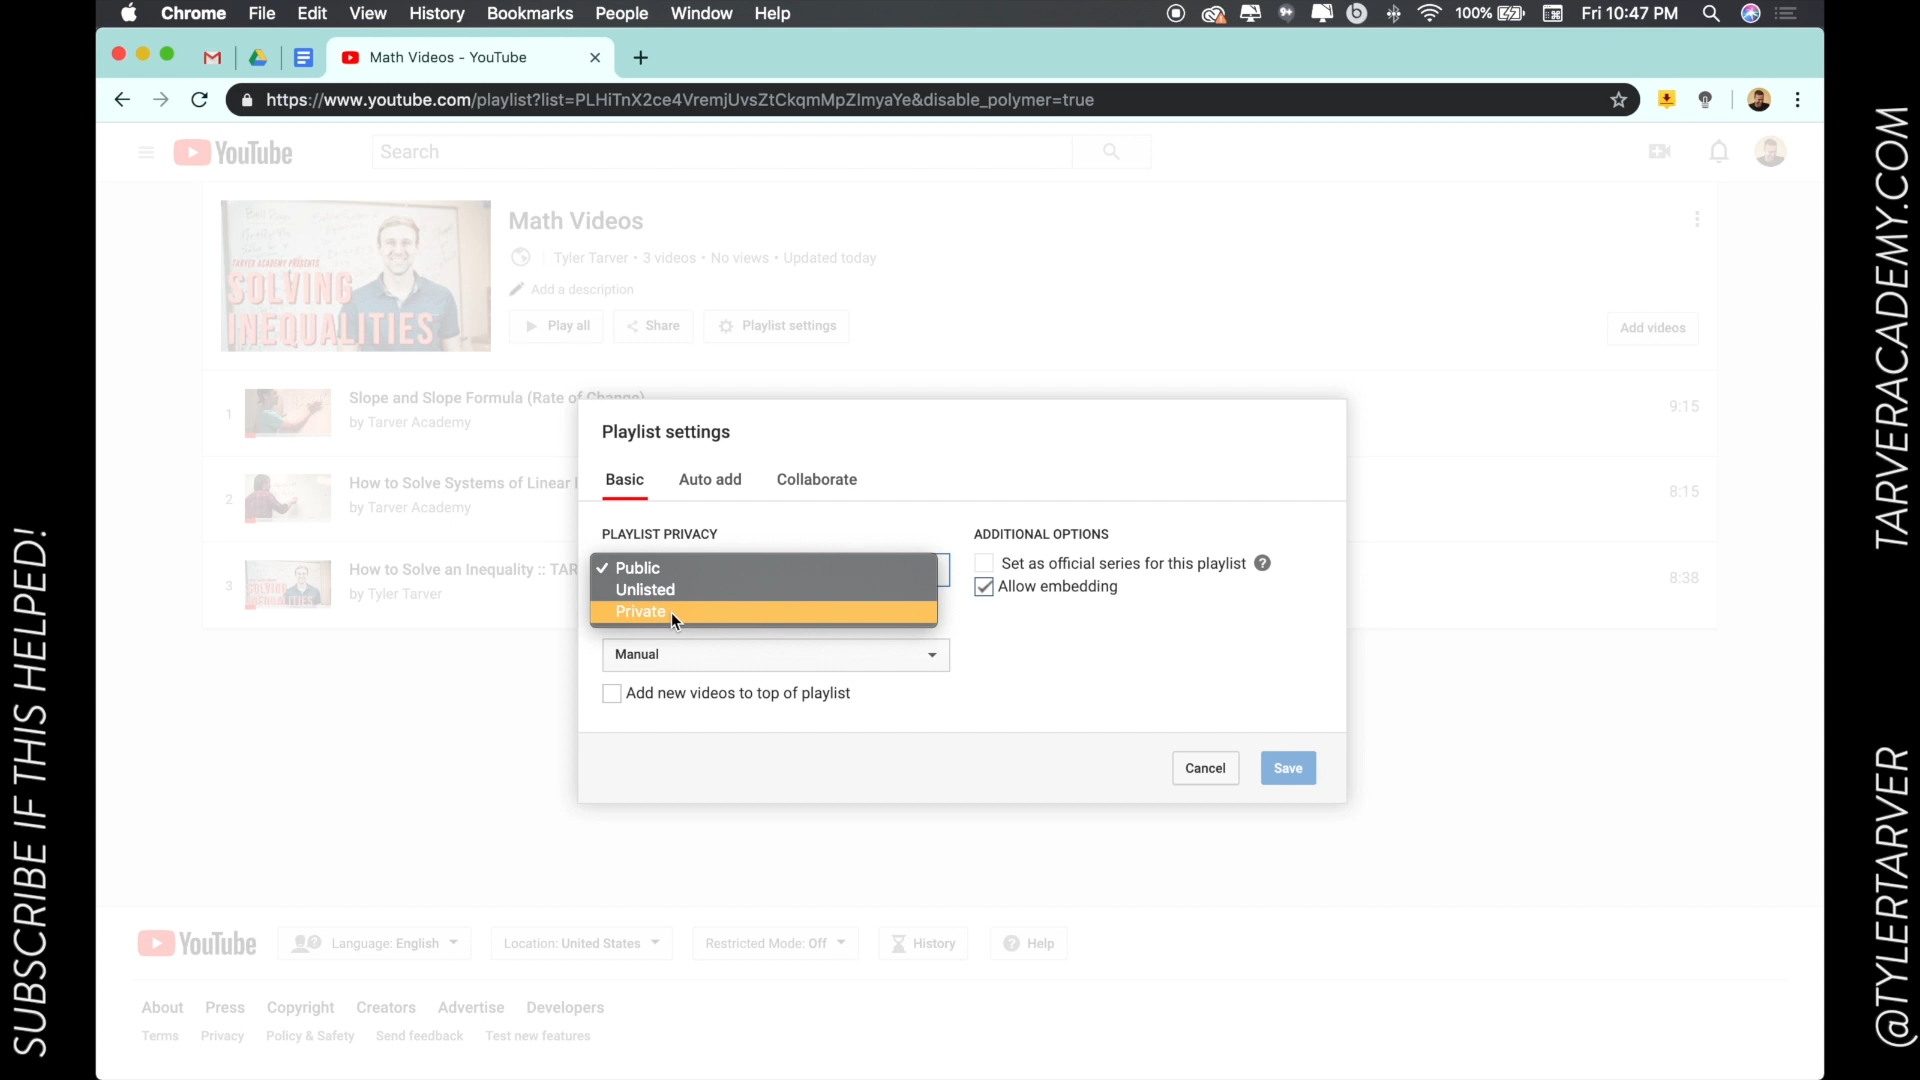 Chrome File Edit View History Bookmarks People Window Help 100% Fri 10:47 PM
Math Videos - YouTube
https://www.youtube.com/playlist?list=PLHiTnX2ce4VremjUvsZtCkqmMpZImyaYe&disable_polymer=true
YouTube Search
Math Videos
Tyler Tarver • 3 videos • No views • Updated today
Add a description
Play all Share Playlist settings Add videos
TARVER ACADEMY PRESENTS
SOLVING
INEQUALITIES
1 Slope and Slope Formula (Rate of Change) 9:15
by Tarver Academy
2 How to Solve Systems of Linear 8:15
by Tarver Academy
3 How to Solve an Inequality :: TAR 8:38
by Tyler Tarver
Playlist settings
Basic Auto add Collaborate
PLAYLIST PRIVACY
Public
Unlisted
Private
Manual
Add new videos to top of playlist
ADDITIONAL OPTIONS
Set as official series for this playlist ?
Allow embedding
Cancel Save
YouTube Language: English Location: United States Restricted Mode: Off History Help
About Press Copyright Creators Advertise Developers
Terms Privacy Policy & Safety Send feedback Test new features
SUBSCRIBE IF THIS HELPED!
TARVERACADEMY.COM
@TYLERTARVER